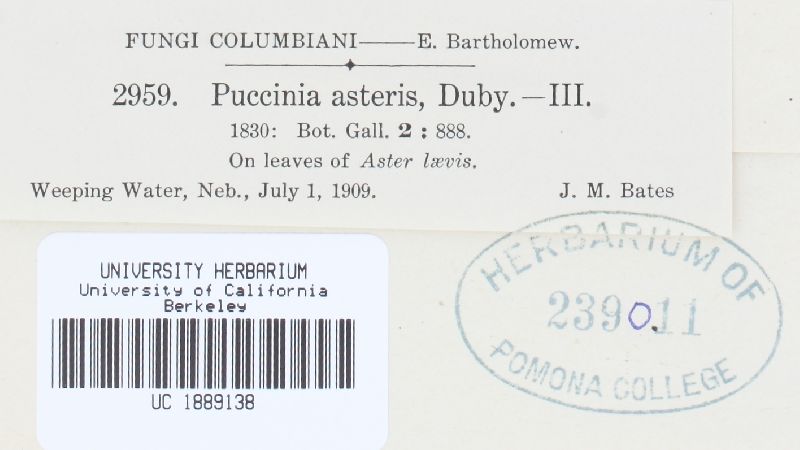 FUNGI COLUMBIANI—E. Bartholomew.
2959. Puccinia asteris, Duby.—III.
1830: Bot. Gall. 2 : 888.
On leaves of Aster lævis.
Weeping Water, Neb., July 1, 1909. J. M. Bates
UNIVERSITY HERBARIUM
University of California
Berkeley
UC 1889138
HERBARIUM OF
239011
POMONA COLLEGE